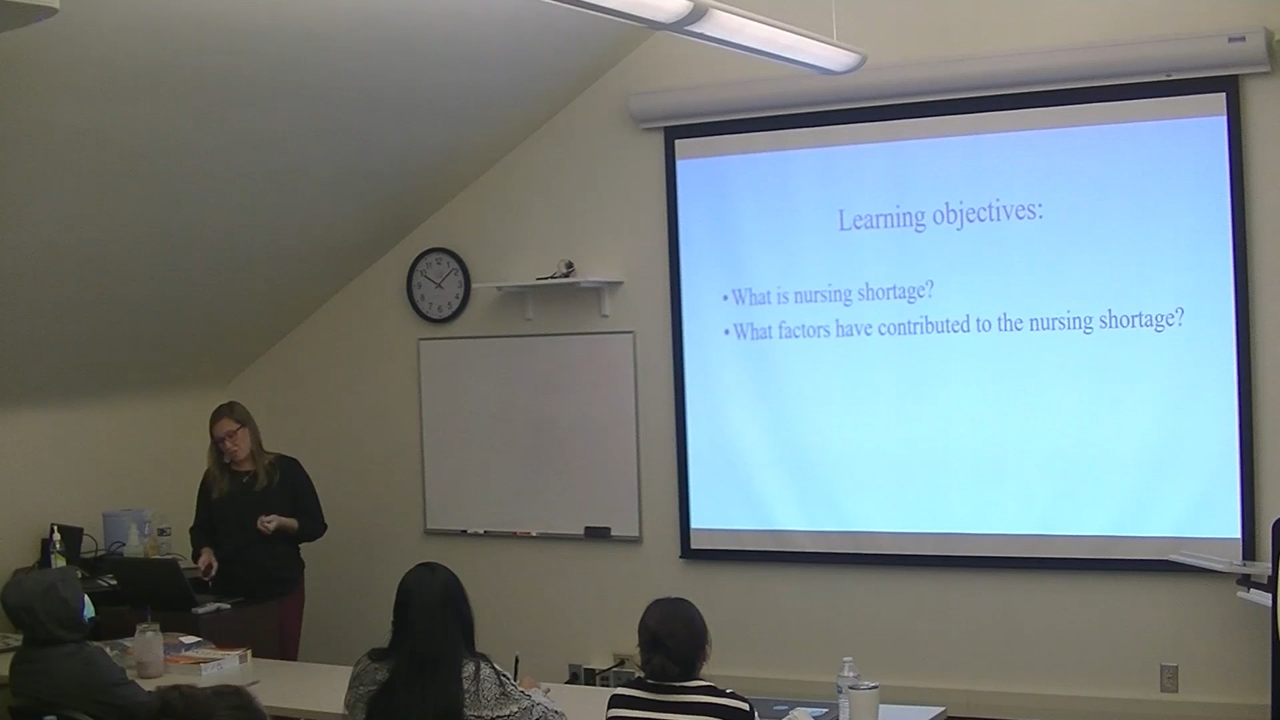 Learning objectives:
• What is nursing shortage?
• What factors have contributed to the nursing shortage?